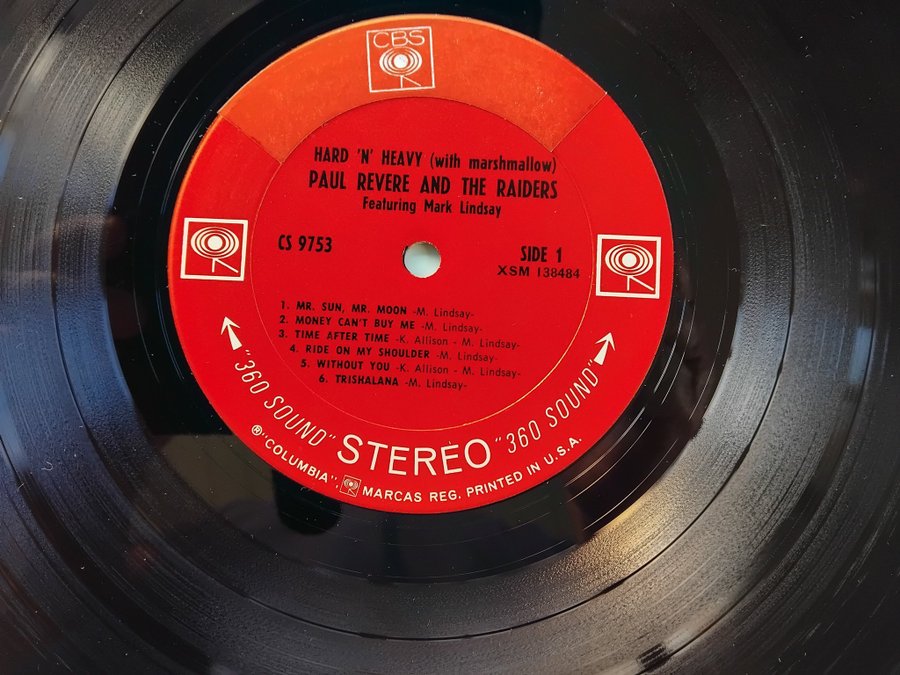 CBS
HARD 'N' HEAVY (with marshmallow)
PAUL REVERE AND THE RAIDERS
Featuring Mark Lindsay
CS 9753
SIDE 1
XSM 138484
1. MR. SUN, MR. MOON -M. Lindsay-
2. MONEY CAN'T BUY ME -M. Lindsay-
3. TIME AFTER TIME -K. Allison - M. Lindsay-
4. RIDE ON MY SHOULDER -M. Lindsay-
5. WITHOUT YOU -K. Allison - M. Lindsay-
6. TRISHALANA -M. Lindsay-
"360 SOUND" STEREO "360 SOUND"
®"COLUMBIA", MARCAS REG. PRINTED IN U.S.A.